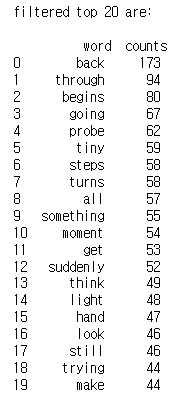 filtered top 20 are:
word counts
0 back 173
1 through 94
2 begins 80
3 going 67
4 probe 62
5 tiny 59
6 steps 58
7 turns 58
8 all 57
9 something 55
10 moment 54
11 get 53
12 suddenly 52
13 think 49
14 light 48
15 hand 47
16 look 46
17 still 46
18 trying 44
19 make 44